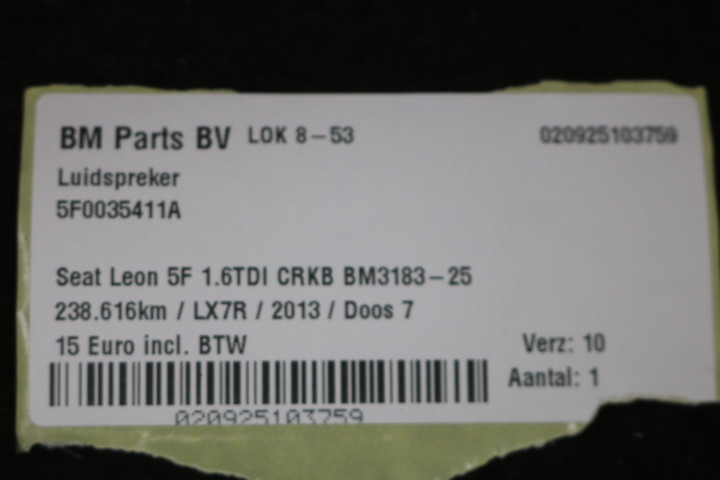 BM Parts BV LOK 8-53 020925103759
Luidspreker
5F0035411A
Seat Leon 5F 1.6TDI CRKB BM3183-25
238.616km / LX7R / 2013 / Doos 7
15 Euro incl. BTW Verz: 10
Aantal: 1
020925103759